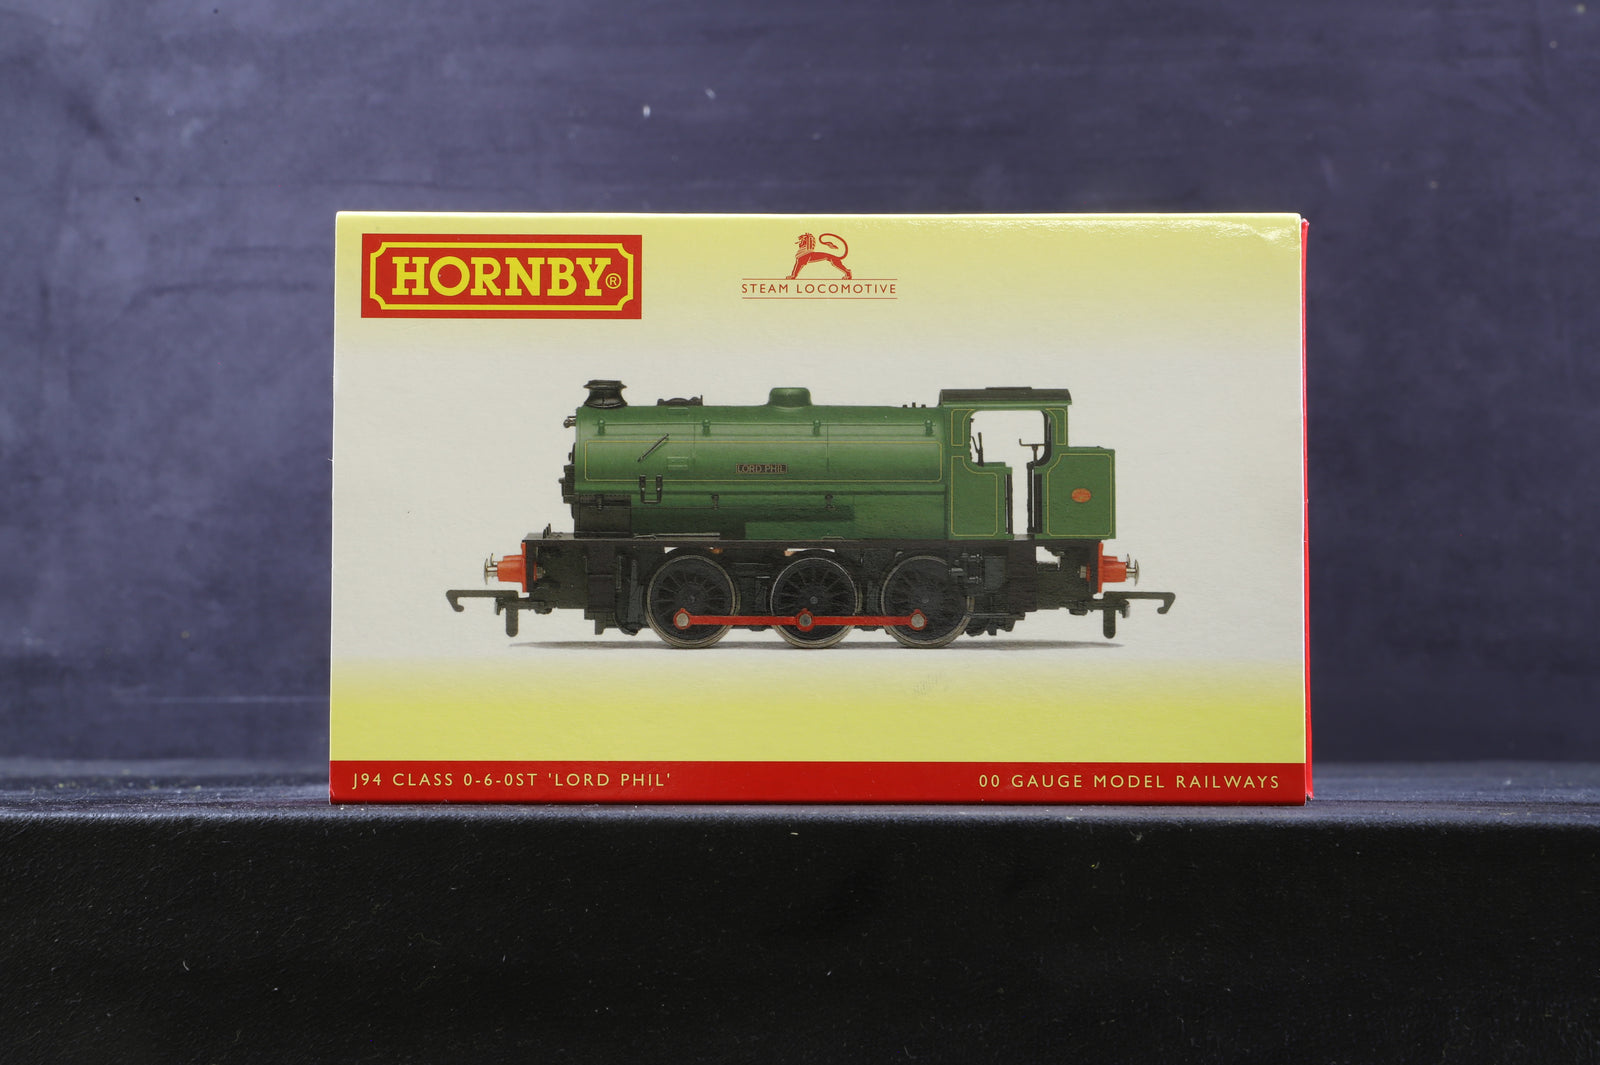 HORNBY®
STEAM LOCOMOTIVE
LORD PHIL
J94 CLASS 0-6-0ST 'LORD PHIL'
00 GAUGE MODEL RAILWAYS